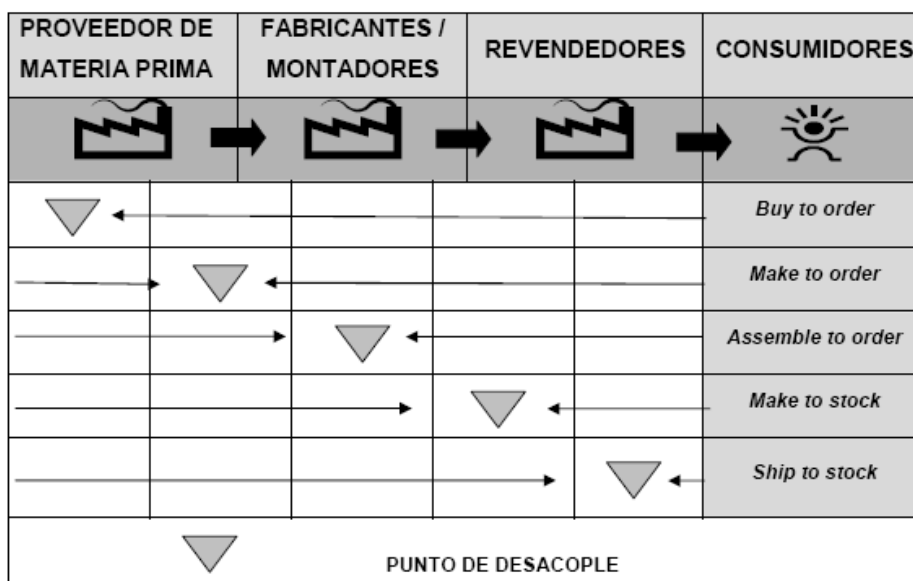 PROVEEDOR DE
MATERIA PRIMA
FABRICANTES /
MONTADORES
REVENDEDORES
CONSUMIDORES
Buy to order
Make to order
Assemble to order
Make to stock
Ship to stock
PUNTO DE DESACOPLE